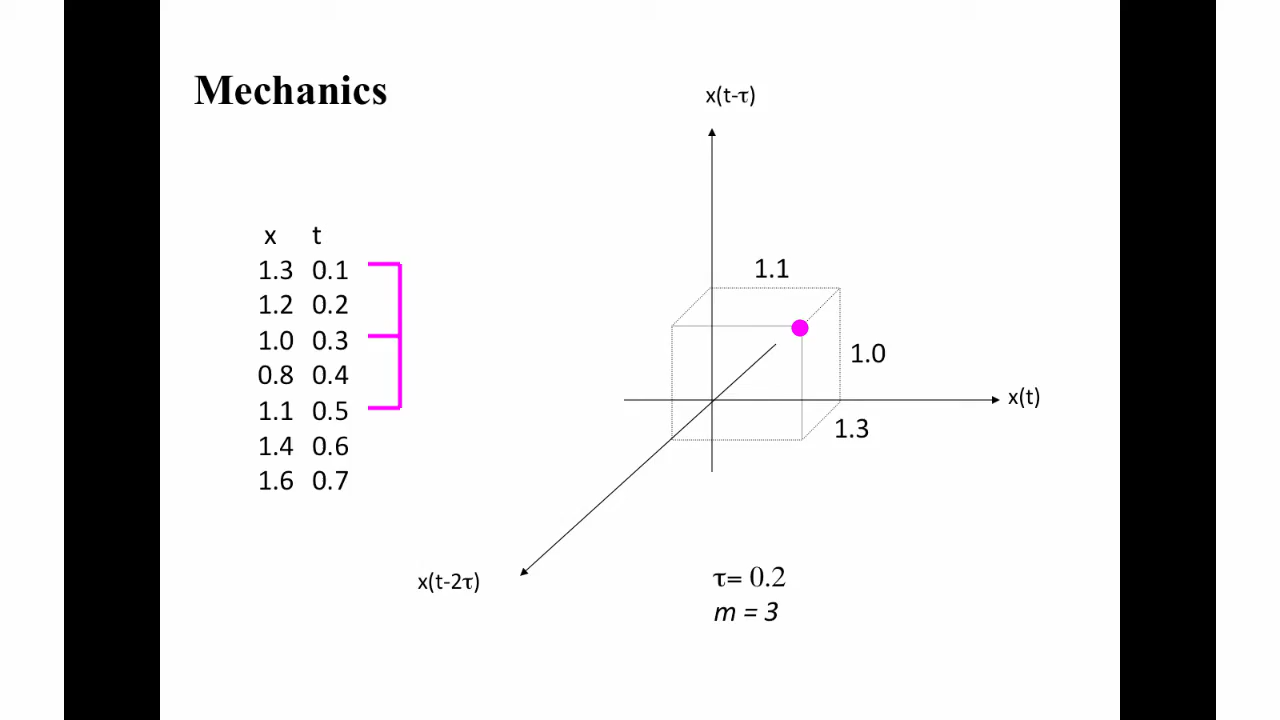 Mechanics
x t
1.3 0.1
1.2 0.2
1.0 0.3
0.8 0.4
1.1 0.5
1.4 0.6
1.6 0.7
x(t-τ)
1.1
1.0
x(t)
1.3
x(t-2τ)
τ= 0.2
m = 3